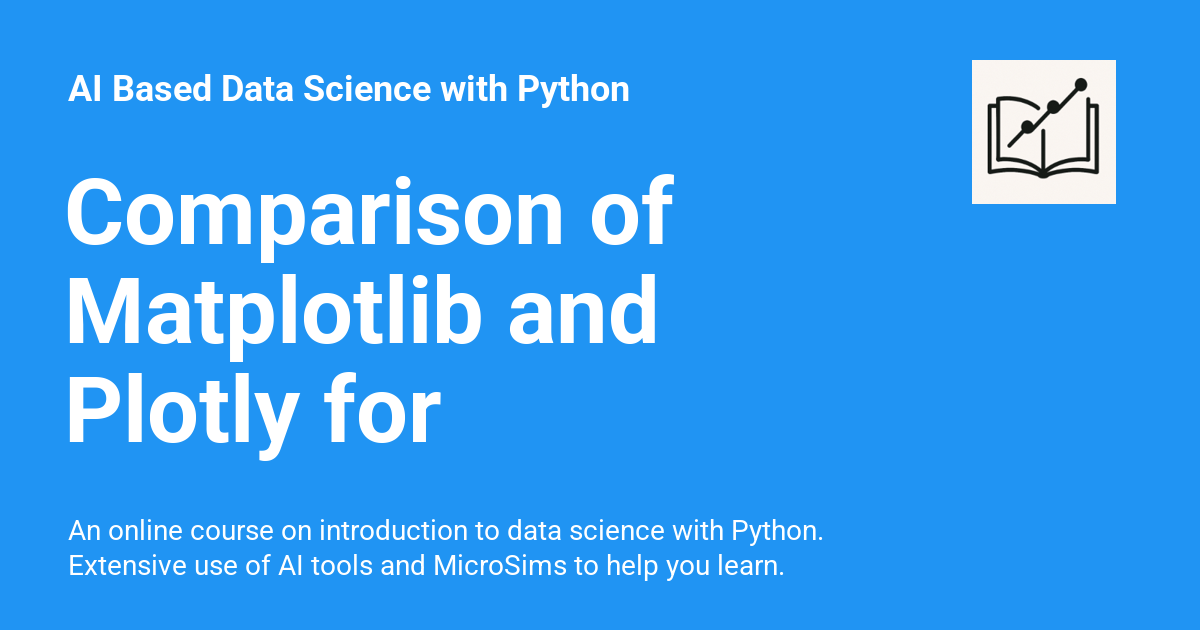 AI Based Data Science with Python
Comparison of
Matplotlib and
Plotly for
An online course on introduction to data science with Python.
Extensive use of AI tools and MicroSims to help you learn.